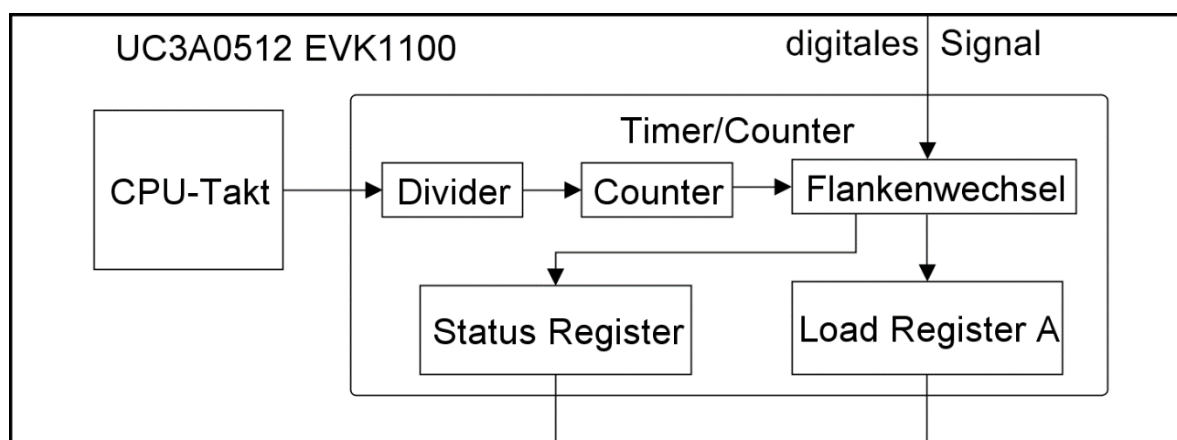 UC3A0512 EVK1100
digitales Signal
Timer/Counter
CPU-Takt
Divider
Counter
Flankenwechsel
Status Register
Load Register A